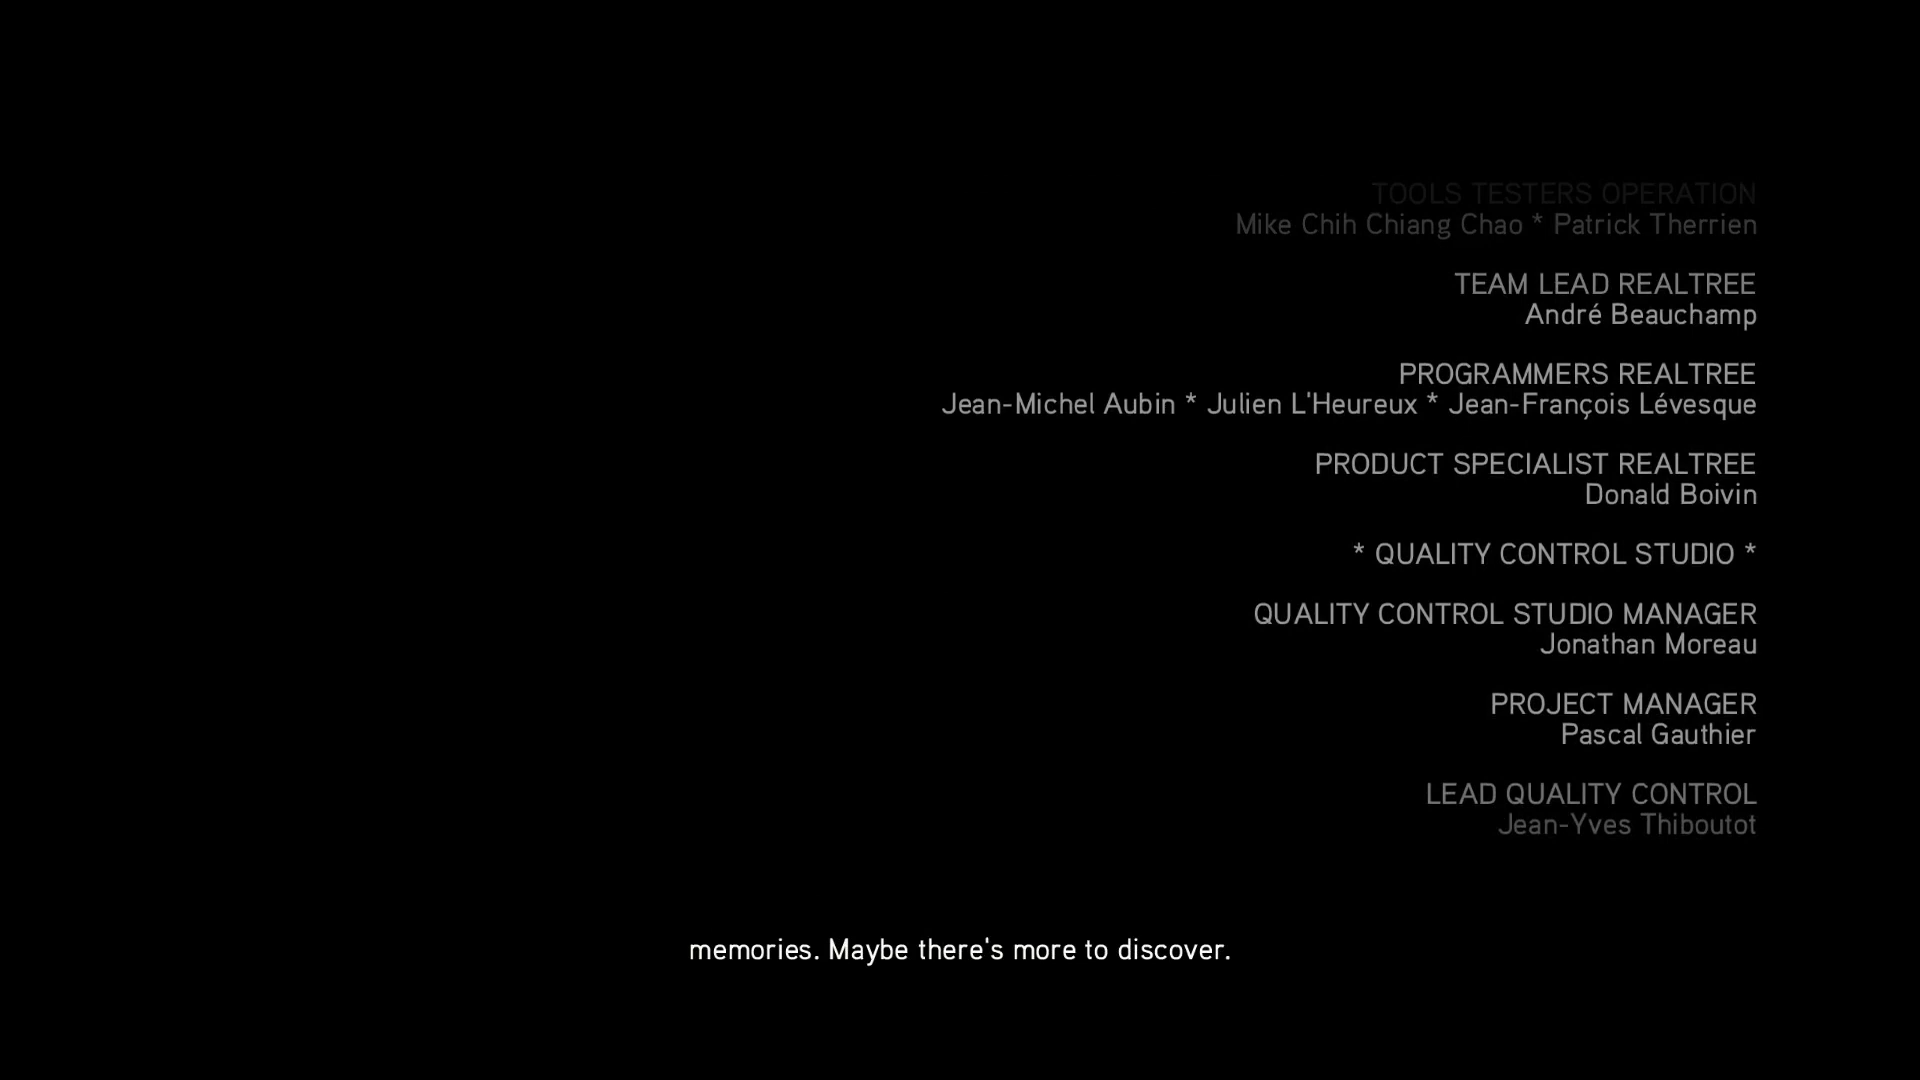 TOOLS TESTERS OPERATION
Mike Chih Chiang Chao * Patrick Therrien
TEAM LEAD REALTREE
André Beauchamp
PROGRAMMERS REALTREE
Jean-Michel Aubin * Julien L'Heureux * Jean-François Lévesque
PRODUCT SPECIALIST REALTREE
Donald Boivin
* QUALITY CONTROL STUDIO *
QUALITY CONTROL STUDIO MANAGER
Jonathan Moreau
PROJECT MANAGER
Pascal Gauthier
LEAD QUALITY CONTROL
Jean-Yves Thiboutot
memories. Maybe there's more to discover.